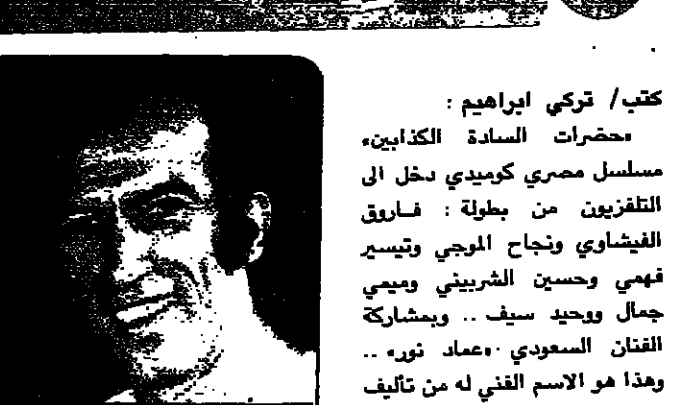 كتب/ تركي ابراهيم :
«حضرات السادة الكذابين»
مسلسل مصري كوميدي دخل الى
التلفزيون من بطولة : فاروق
الفيشاوي ونجاح الموجي وتيسير
فهمي وحسين الشربيني وميمي
جمال ووحيد سيف .. وبمشاركة
الفنان السعودي «عماد نور» ..
وهذا هو الاسم الفني له من تأليف